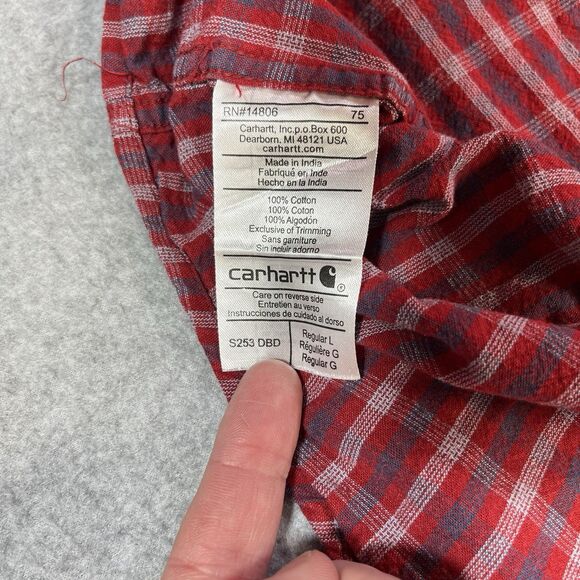 RN#14806 75
Carhartt, Inc.p.o.Box 600
Dearborn, MI 48121 USA
carhartt.com
Made in India
Fabriqué en Inde
Hecho en la India
100% Cotton
100% Coton
100% Algodón
Exclusive of Trimming
Sans garniture
Sin incluir adorno
carhartt
®
Care on reverse side
Entretien au verso
Instrucciones de cuidado al dorso
S253 DBD
Regular L
Régulière G
Regular G